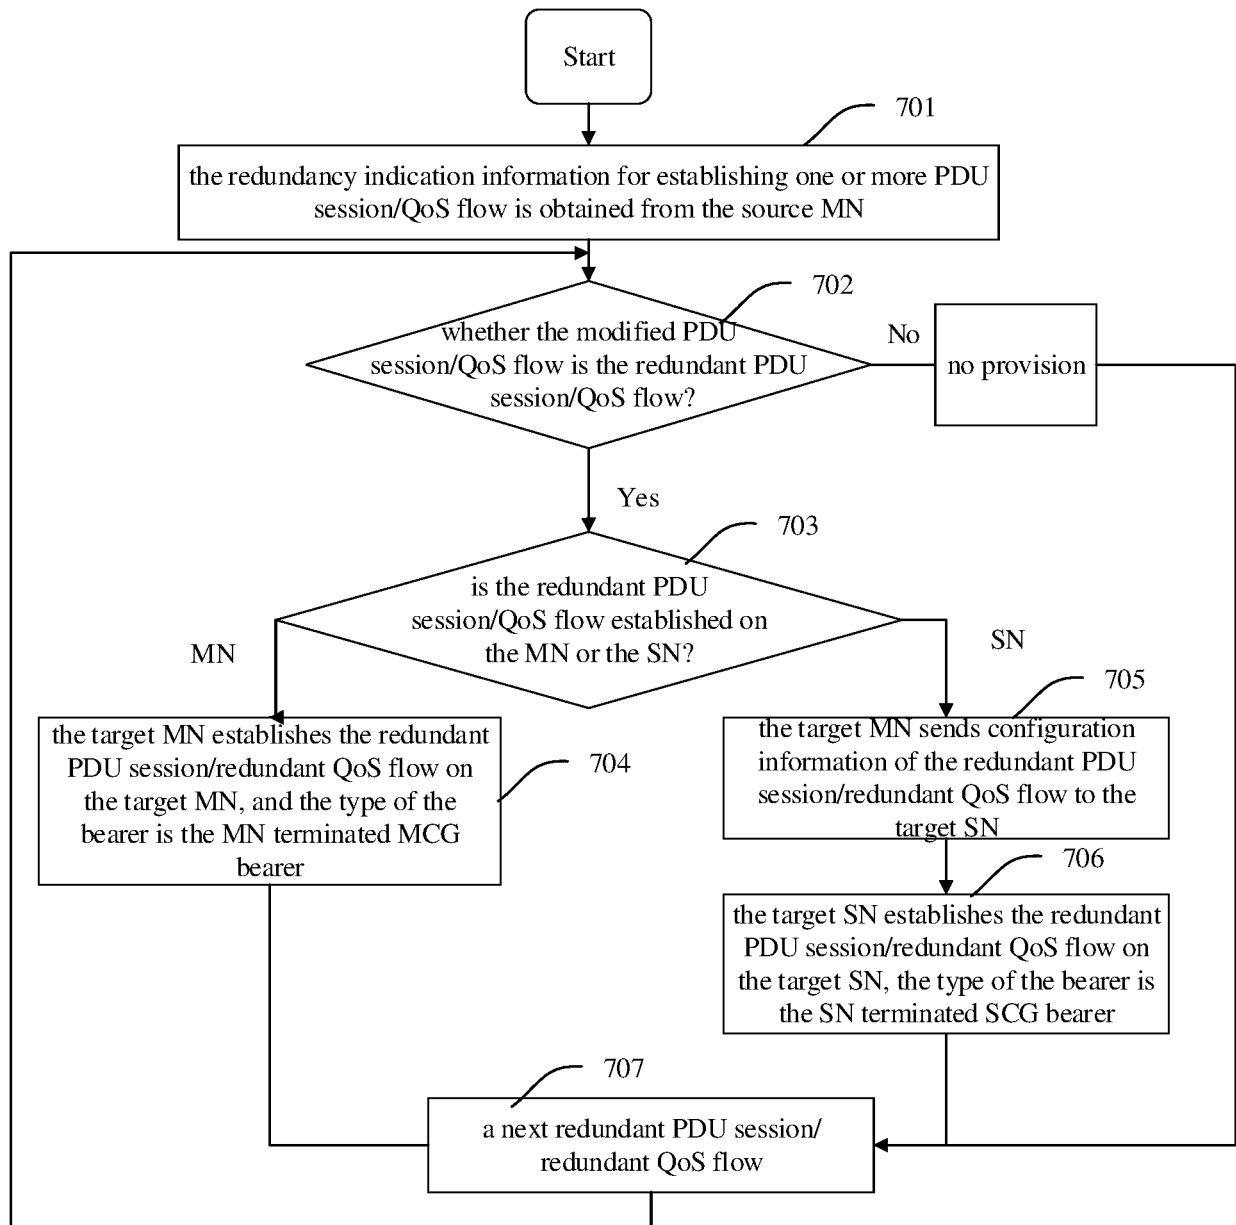 Start
701
the redundancy indication information for establishing one or more PDU
session/QoS flow is obtained from the source MN
702
whether the modified PDU
session/QoS flow is the redundant PDU
session/QoS flow?
No
no provision
Yes
703
is the redundant PDU
session/QoS flow established on
the MN or the SN?
MN
SN
704
the target MN establishes the redundant
PDU session/redundant QoS flow on
the target MN, and the type of the
bearer is the MN terminated MCG
bearer
705
the target MN sends configuration
information of the redundant PDU
session/redundant QoS flow to the
target SN
706
the target SN establishes the redundant
PDU session/redundant QoS flow on
the target SN, the type of the bearer is
the SN terminated SCG bearer
707
a next redundant PDU session/
redundant QoS flow